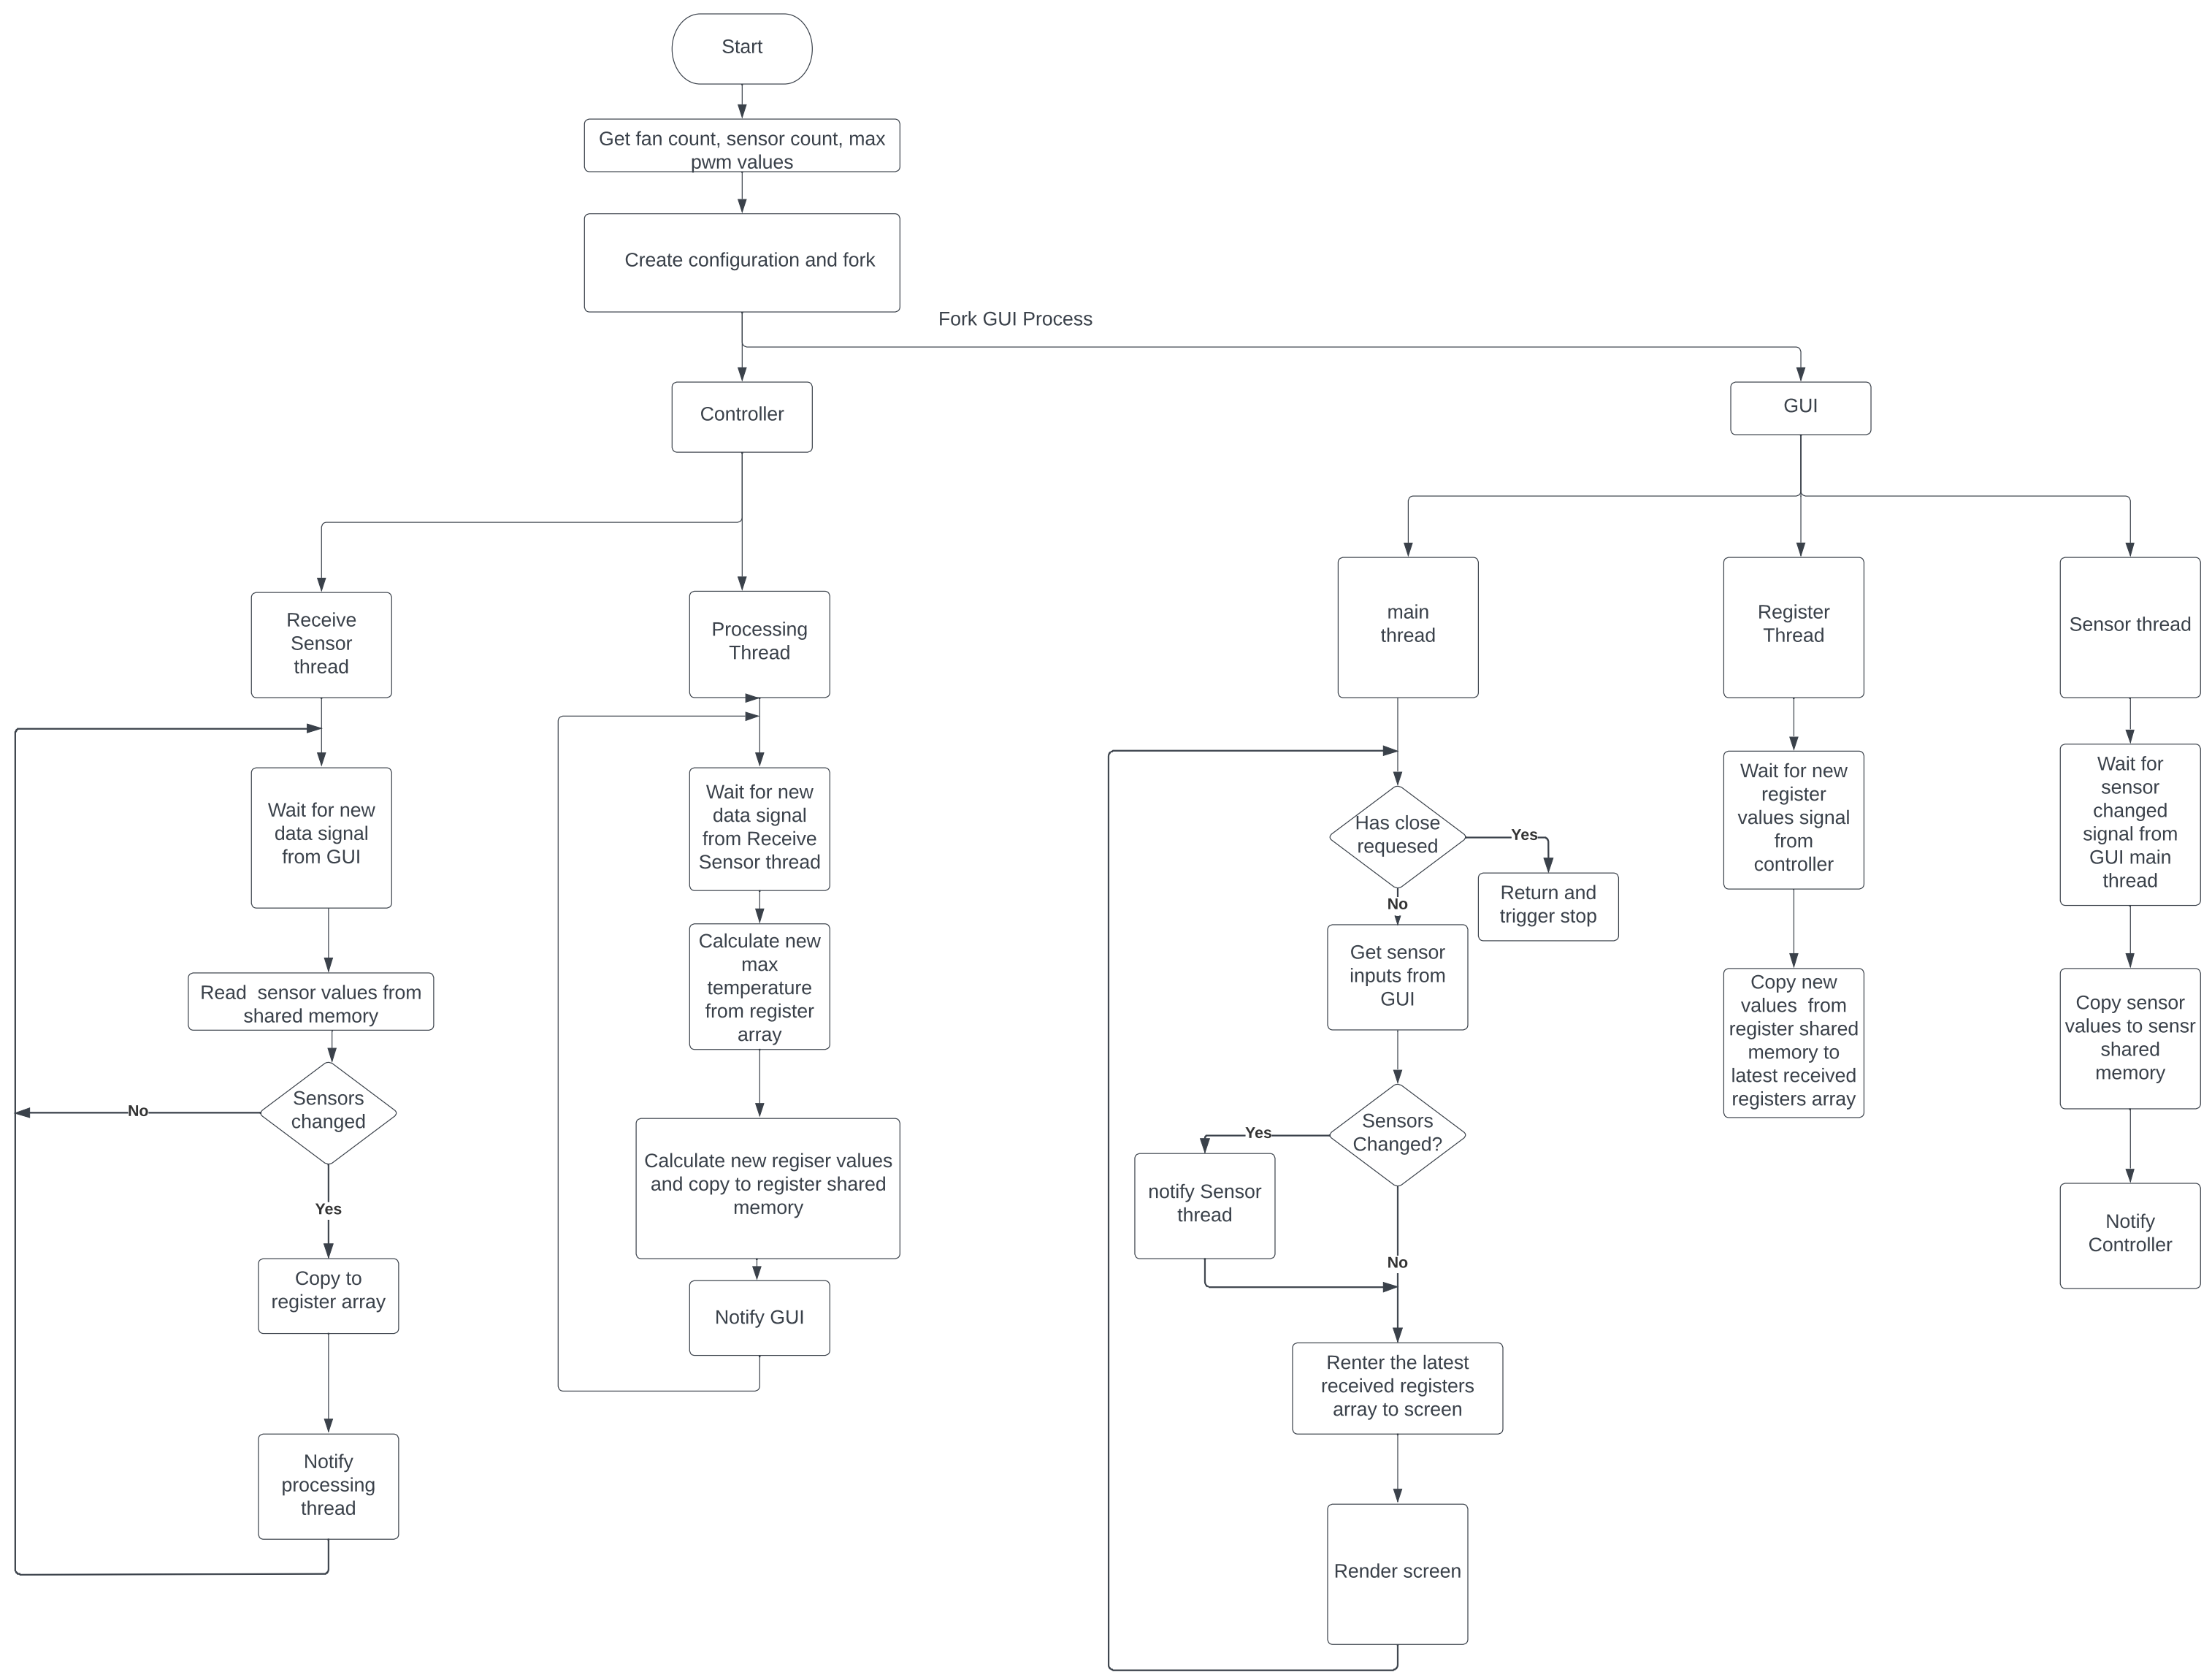 Start
Get fan count, sensor count, max
pwm values
Create configuration and fork
Fork GUI Process
Controller
GUI
Receive
Sensor
thread
Wait for new
data signal
from GUI
Read  sensor values from
shared memory
Sensors
changed
No
Yes
Copy to
register array
Notify
processing
thread
Processing
Thread
Wait for new
data signal
from Receive
Sensor thread
Calculate new
max
temperature
from register
array
Calculate new regiser values
and copy to register shared
memory
Notify GUI
main
thread
Has close
requesed
Yes
Return and
trigger stop
No
Get sensor
inputs from
GUI
Sensors
Changed?
Yes
notify Sensor
thread
No
Renter the latest
received registers
array to screen
Render screen
Register
Thread
Wait for new
register
values signal
from
controller
Copy new
values  from
register shared
memory to
latest received
registers array
Sensor thread
Wait for
sensor
changed
signal from
GUI main
thread
Copy sensor
values to sensr
shared
memory
Notify
Controller